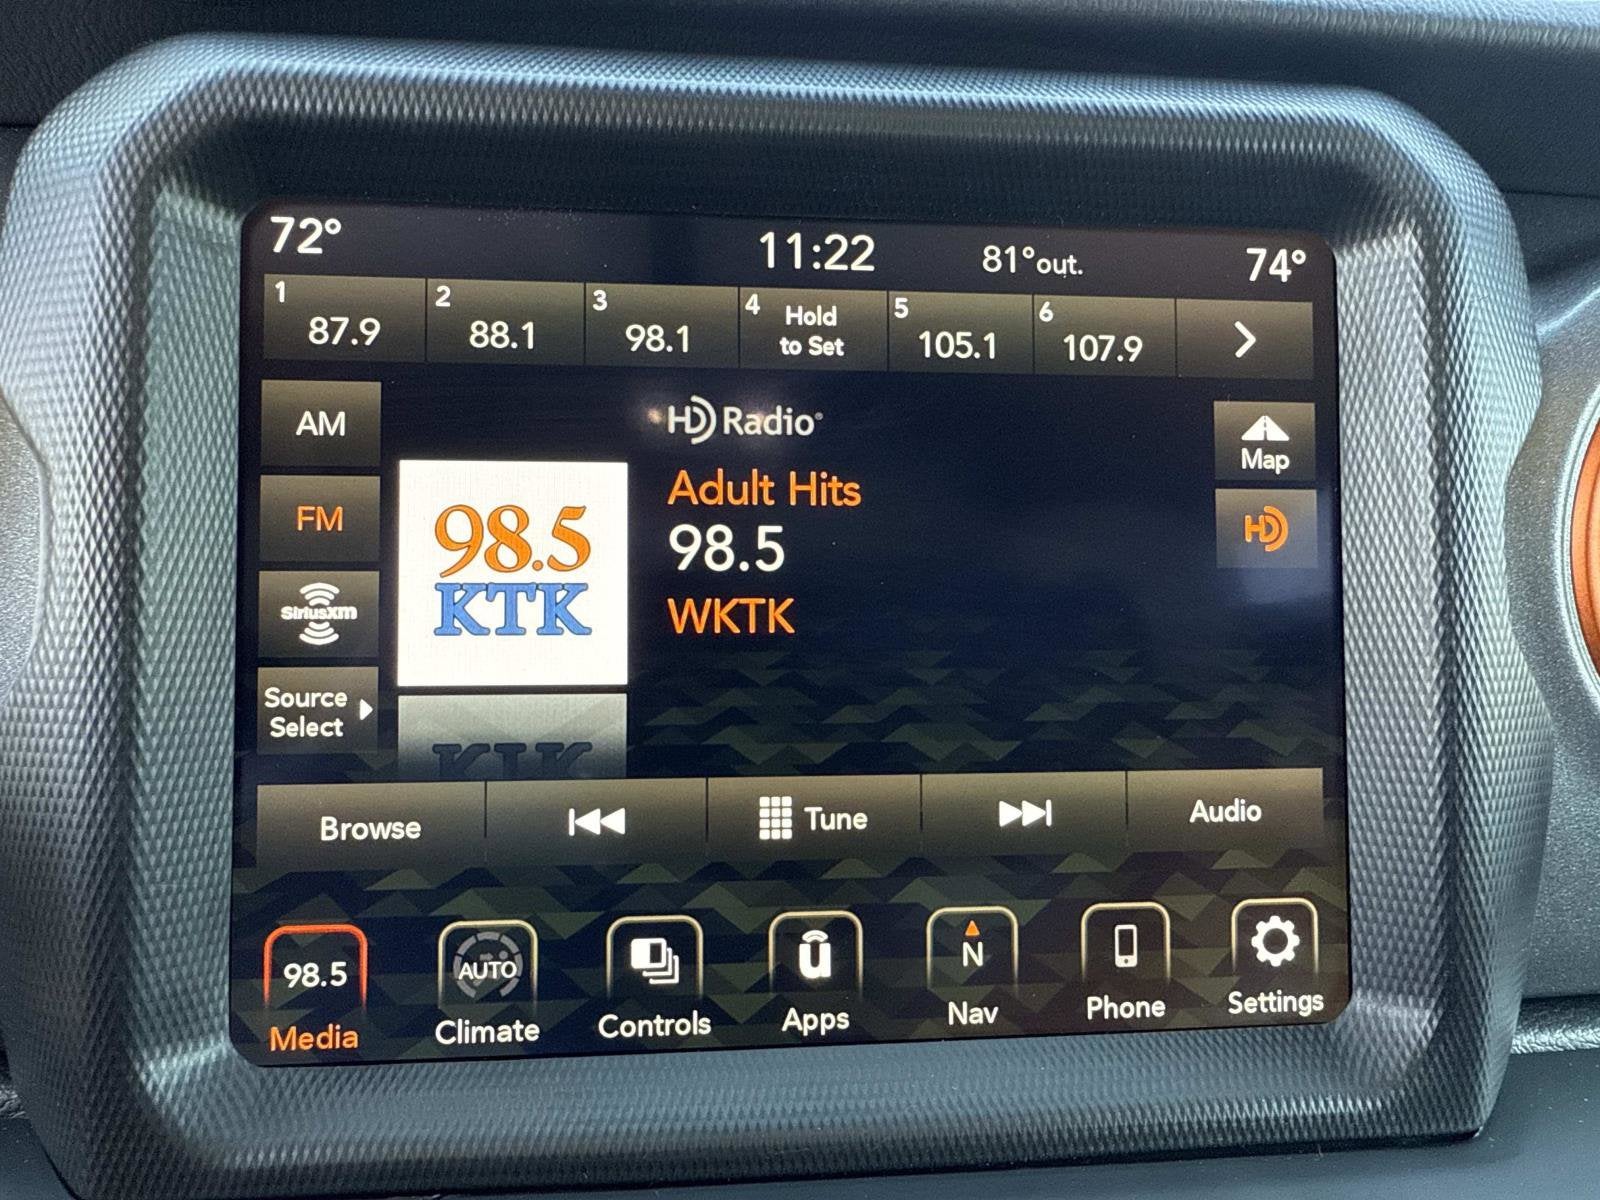 72°
11:22
81°out.
74°
1
87.9
2
88.1
3
98.1
4
Hold
to Set
5
105.1
6
107.9
AM
FM
SiriusXM
Source
Select
98.5
KTK
HD Radio®
Adult Hits
98.5
WKTK
Map
HD
Browse
Tune
Audio
98.5
Media
AUTO
Climate
Controls
u
Apps
N
Nav
Phone
Settings